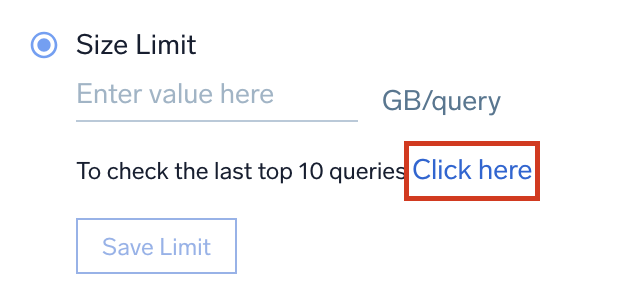 Size Limit
Enter value here GB/query
To check the last top 10 queries Click here
Save Limit